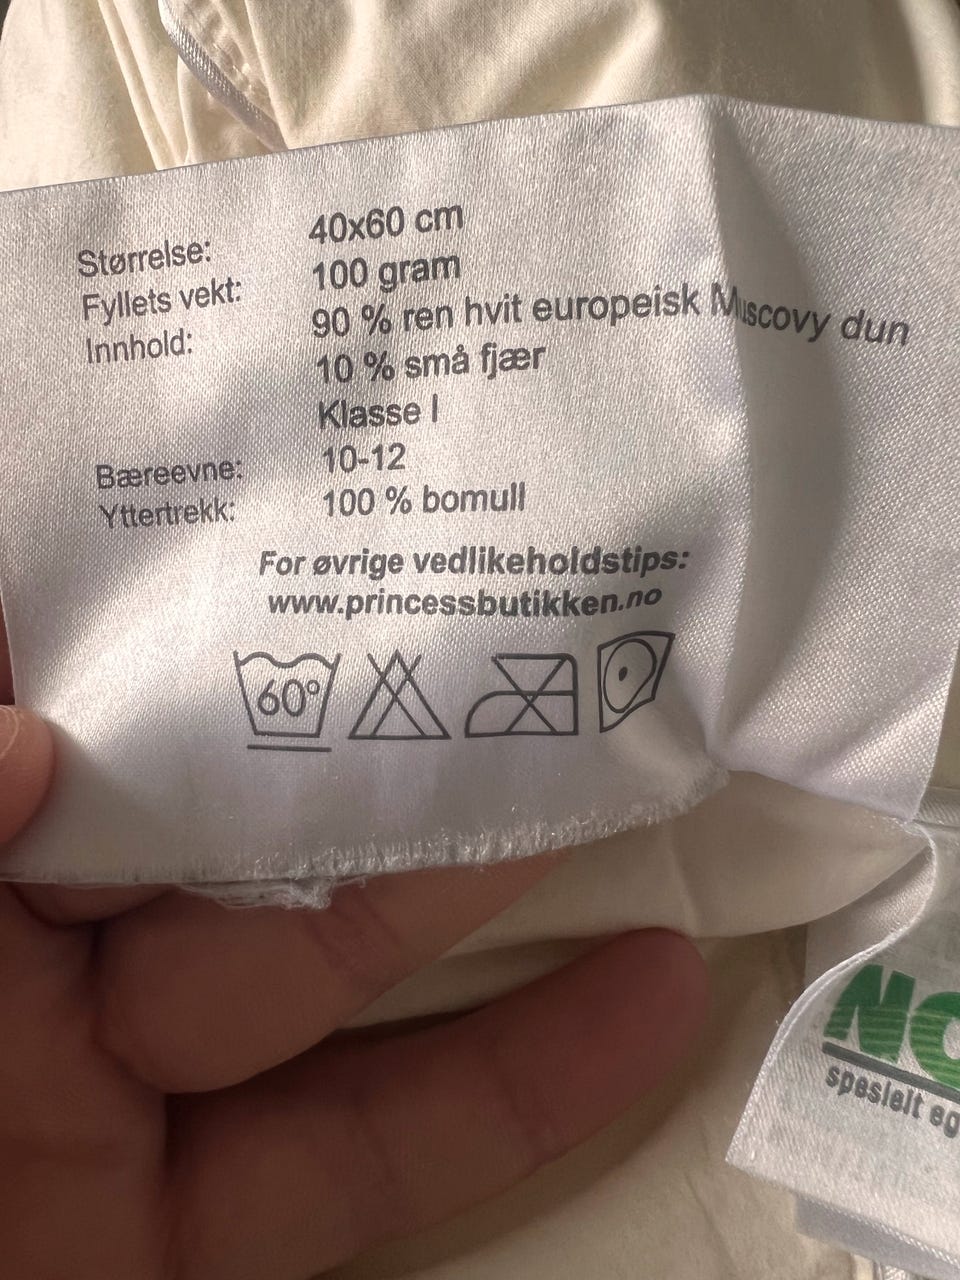 Størrelse: 40x60 cm
Fyllets vekt: 100 gram
Innhold: 90 % ren hvit europeisk Muscovy dun
10 % små fjær
Klasse I
Bæreevne: 10-12
Yttertrekk: 100 % bomull
For øvrige vedlikeholdstips:
www.princessbutikken.no
60°
NO
spesielt eg